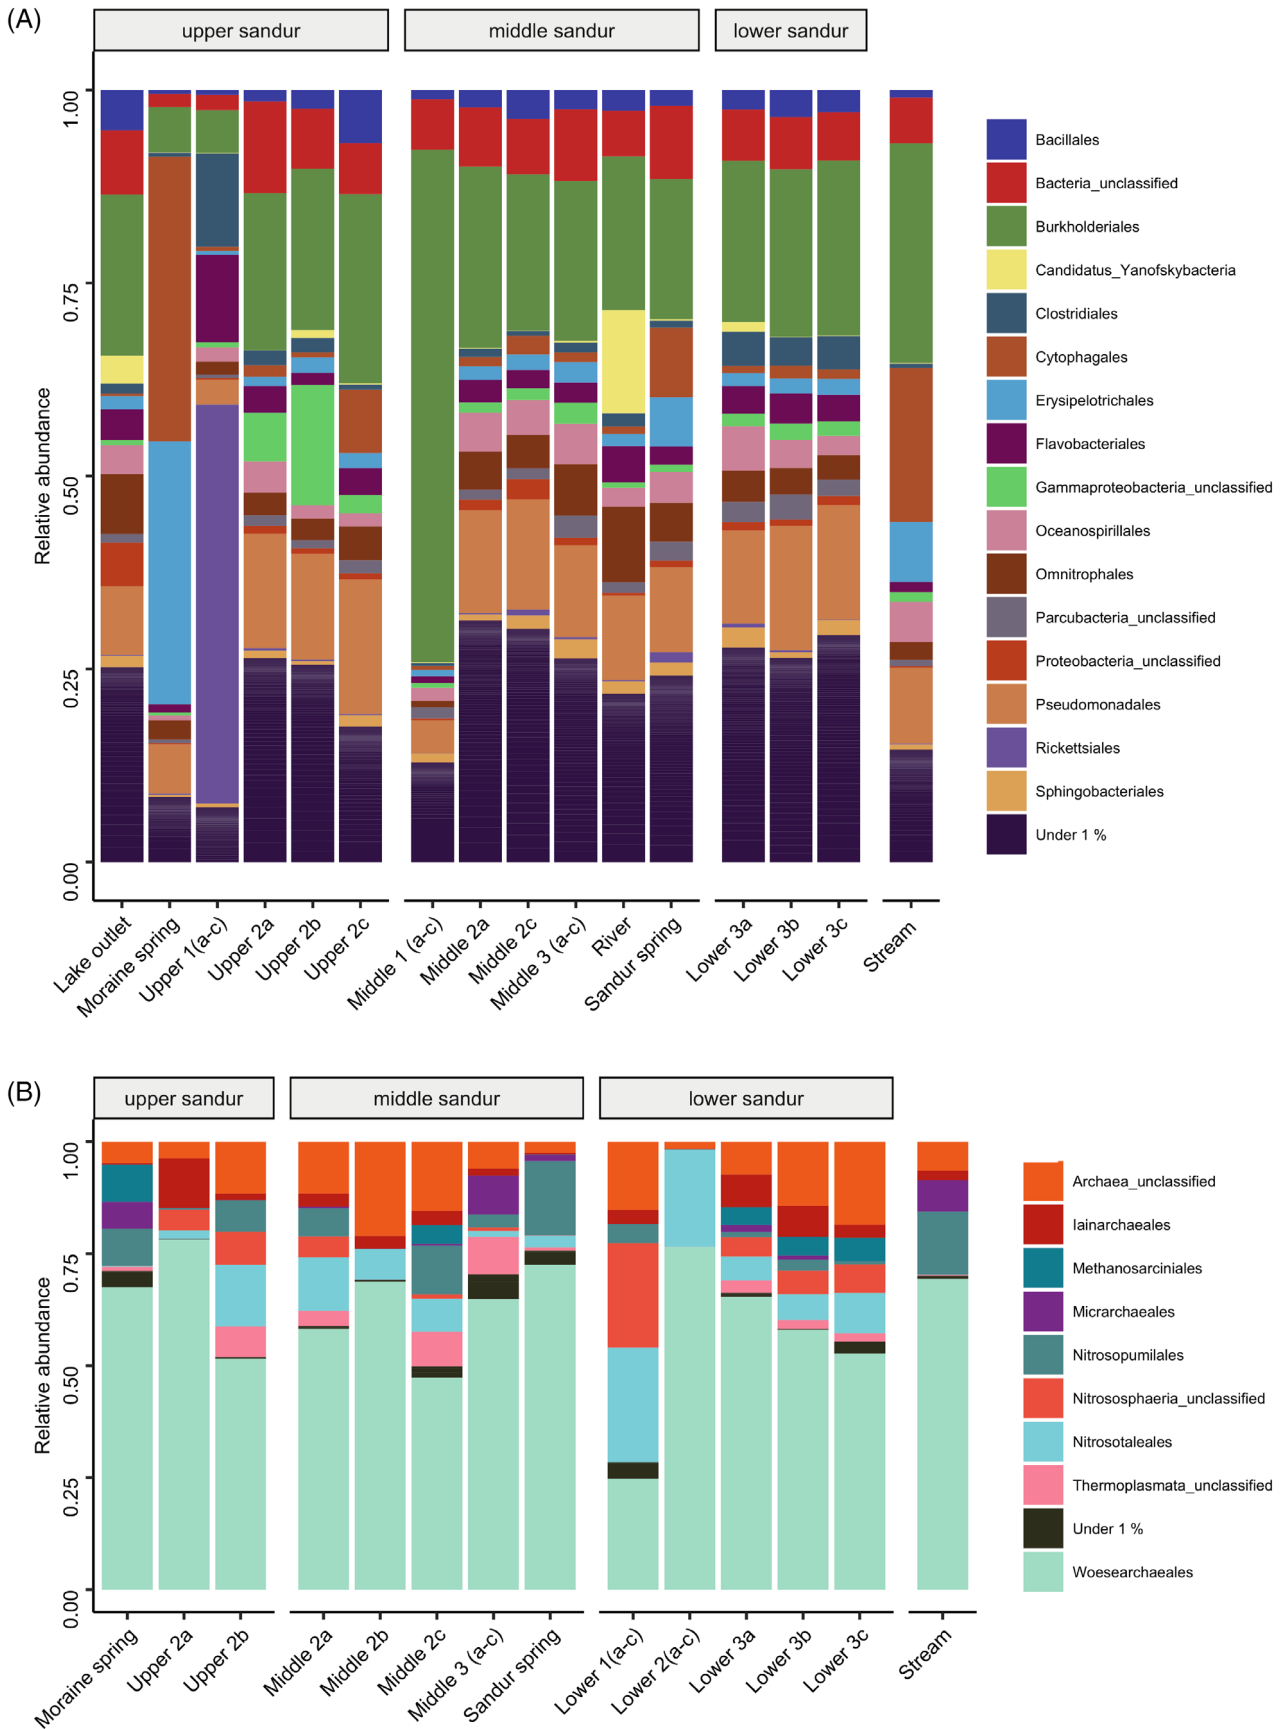 (A)
upper sandur
middle sandur
lower sandur
Relative abundance
1.00
0.75
0.50
0.25
0.00
Lake outlet
Moraine spring
Upper 1(a-c)
Upper 2a
Upper 2b
Upper 2c
Middle 1 (a-c)
Middle 2a
Middle 2c
Middle 3 (a-c)
River
Sandur spring
Lower 3a
Lower 3b
Lower 3c
Stream
Bacillales
Bacteria_unclassified
Burkholderiales
Candidatus_Yanofskybacteria
Clostridiales
Cytophagales
Erysipelotrichales
Flavobacteriales
Gammaproteobacteria_unclassified
Oceanospirillales
Omnitrophales
Parcubacteria_unclassified
Proteobacteria_unclassified
Pseudomonadales
Rickettsiales
Sphingobacteriales
Under 1 %
(B)
upper sandur
middle sandur
lower sandur
Relative abundance
1.00
0.75
0.50
0.25
0.00
Moraine spring
Upper 2a
Upper 2b
Middle 2a
Middle 2b
Middle 2c
Middle 3 (a-c)
Sandur spring
Lower 1(a-c)
Lower 2(a-c)
Lower 3a
Lower 3b
Lower 3c
Stream
Archaea_unclassified
Iainarchaeales
Methanosarciniales
Micrarchaeales
Nitrosopumilales
Nitrososphaeria_unclassified
Nitrosotaleales
Thermoplasmata_unclassified
Under 1 %
Woesearchaeales